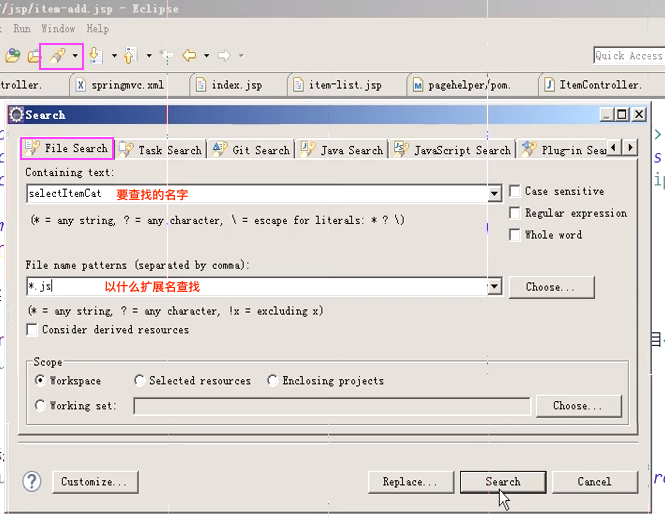 /jsp/item-add.jsp - Eclipse
Run Window Help
Quick Access
troller. springmvc.xml index.jsp item-list.jsp pagehelper/pom. ItemController.
Search
File Search Task Search Git Search Java Search JavaScript Search Plug-in Sea
Containing text:
selectItemCat 要查找的名字
Case sensitive
(* = any string, ? = any character, \ = escape for literals: * ? \)
Regular expression
Whole word
File name patterns (separated by comma):
*.js 以什么扩展名查找
Choose...
(* = any string, ? = any character, !x = excluding x)
Consider derived resources
Scope
Workspace Selected resources Enclosing projects
Working set: Choose...
? Customize... Replace... Search Cancel